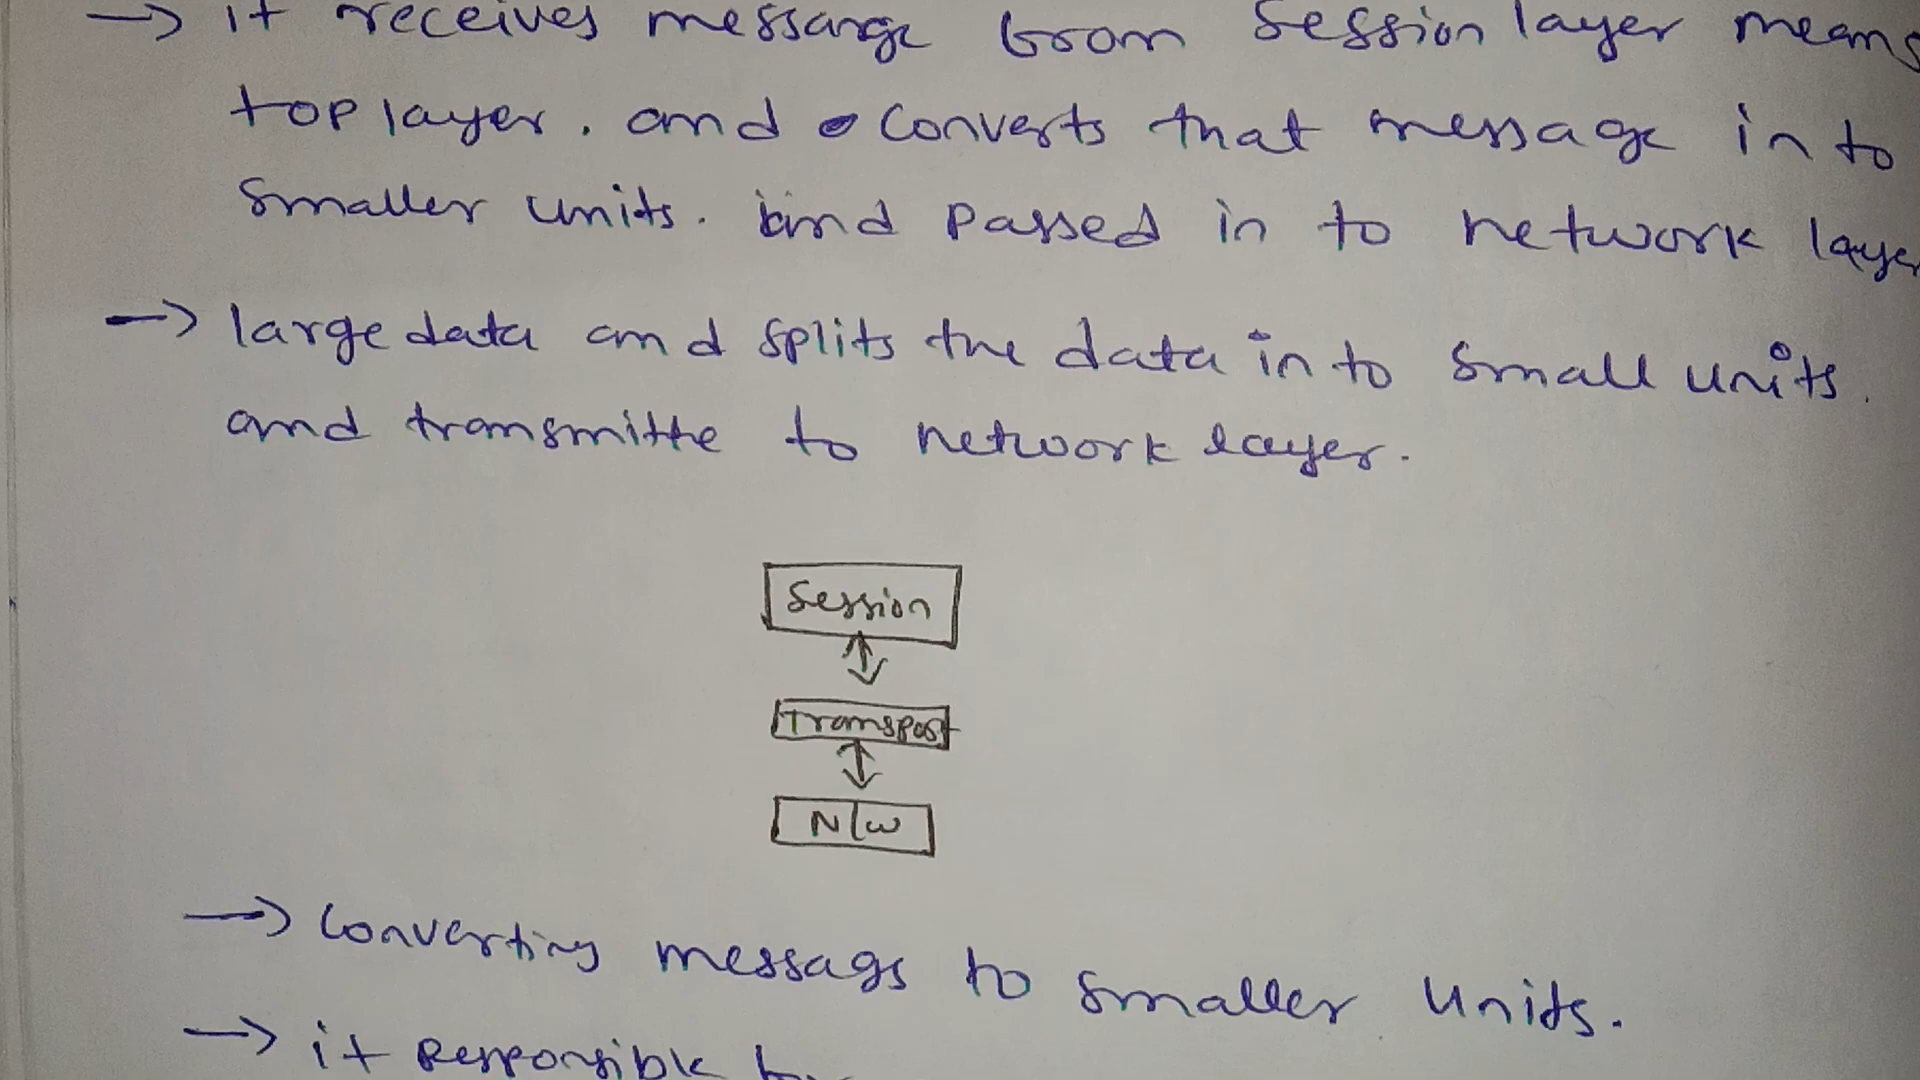 → it receives message from Session layer means
top layer. and converts that message in to
smaller units. and passed in to network layer
→ large data and splits the data in to small units.
and transmitte to network layer.
Session
Transpost
N/w
→ Converting messags to smaller units.
→ it Responsible